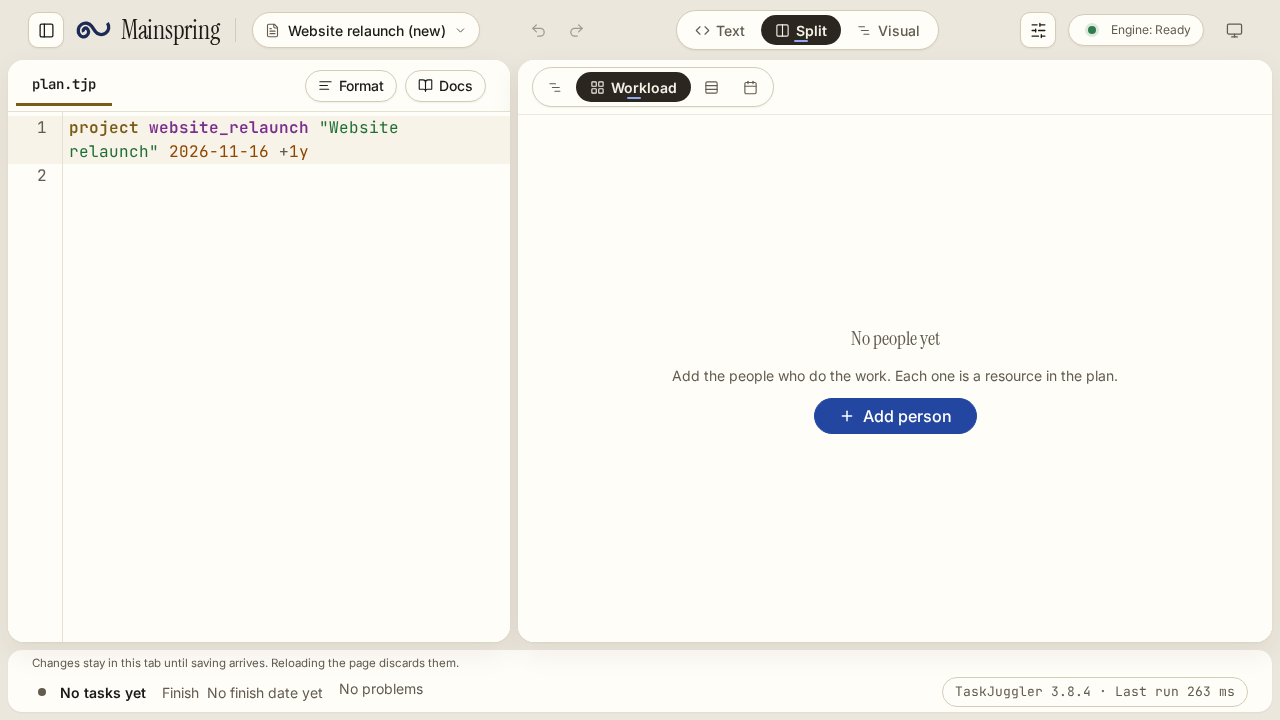 Mainspring
Website relaunch (new)
Text
Split
Visual
Engine: Ready
plan.tjp
Format
Docs
Workload
1 project website_relaunch "Website
relaunch" 2026-11-16 +1y
2
No people yet
Add the people who do the work. Each one is a resource in the plan.
+ Add person
Changes stay in this tab until saving arrives. Reloading the page discards them.
No tasks yet Finish No finish date yet No problems
TaskJuggler 3.8.4 · Last run 263 ms